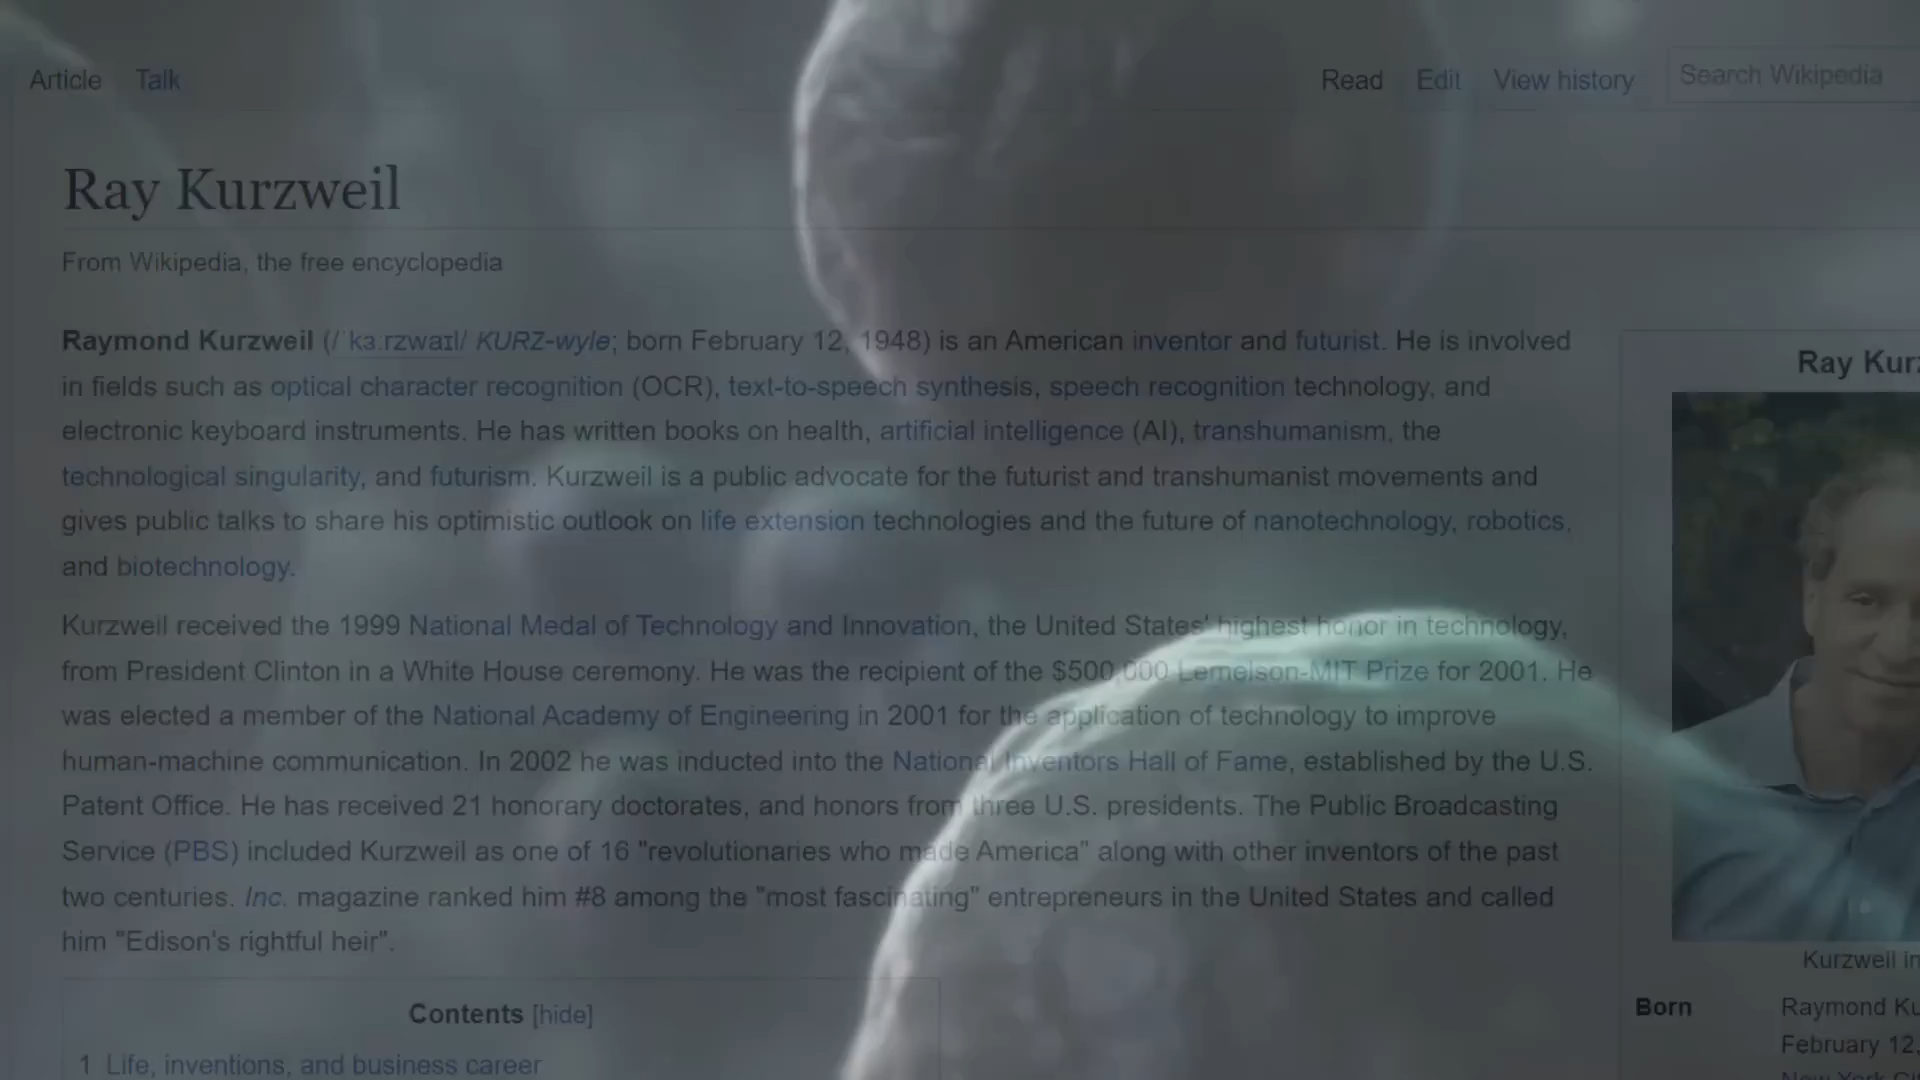 Article Talk Read Edit View history Search Wikipedia
Ray Kurzweil
From Wikipedia, the free encyclopedia
Raymond Kurzweil (/ˈkɜːrzwaɪl/ KURZ-wyle; born February 12, 1948) is an American inventor and futurist. He is involved
in fields such as optical character recognition (OCR), text-to-speech synthesis, speech recognition technology, and
electronic keyboard instruments. He has written books on health, artificial intelligence (AI), transhumanism, the
technological singularity, and futurism. Kurzweil is a public advocate for the futurist and transhumanist movements and
gives public talks to share his optimistic outlook on life extension technologies and the future of nanotechnology, robotics,
and biotechnology.
Kurzweil received the 1999 National Medal of Technology and Innovation, the United States' highest honor in technology,
from President Clinton in a White House ceremony. He was the recipient of the $500,000 Lemelson-MIT Prize for 2001. He
was elected a member of the National Academy of Engineering in 2001 for the application of technology to improve
human-machine communication. In 2002 he was inducted into the National Inventors Hall of Fame, established by the U.S.
Patent Office. He has received 21 honorary doctorates, and honors from three U.S. presidents. The Public Broadcasting
Service (PBS) included Kurzweil as one of 16 "revolutionaries who made America" along with other inventors of the past
two centuries. Inc. magazine ranked him #8 among the "most fascinating" entrepreneurs in the United States and called
him "Edison's rightful heir".
Contents [hide]
1 Life, inventions, and business career
Ray Kurz
Kurzweil in
Born Raymond Ku
February 12,